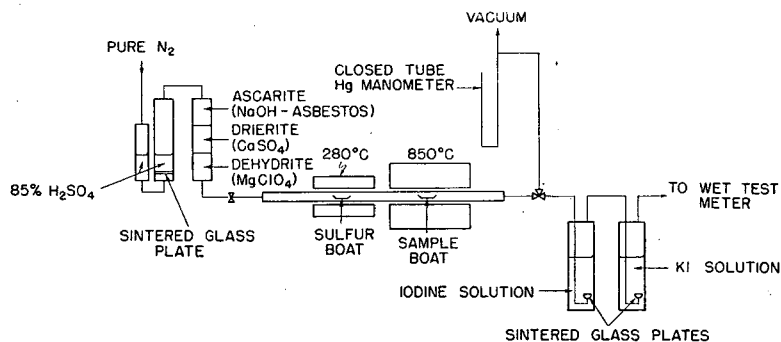 VACUUM
PURE N₂
CLOSED TUBE
Hg MANOMETER
ASCARITE
(NaOH-ASBESTOS)
DRIERITE
(CaSO₄)
DEHYDRITE
(MgClO₄)
280°C
850°C
85% H₂SO₄
SINTERED GLASS
PLATE
SULFUR
BOAT
SAMPLE
BOAT
TO WET TEST
METER
IODINE SOLUTION
KI SOLUTION
SINTERED GLASS PLATES